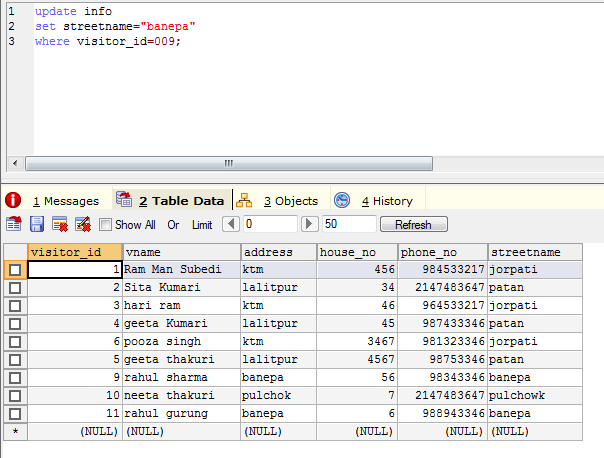 1 update info
2 set streetname="banepa"
3 where visitor_id=009;
1 Messages 2 Table Data 3 Objects 4 History
Show All Or Limit 0 50 Refresh
visitor_id vname address house_no phone_no streetname
1 Ram Man Subedi ktm 456 984533217 jorpati
2 Sita Kumari lalitpur 34 2147483647 patan
3 hari ram ktm 46 964533217 jorpati
4 geeta Kumari lalitpur 45 987433346 patan
6 pooza singh ktm 3467 981323346 jorpati
5 geeta thakuri lalitpur 4567 98753346 patan
9 rahul sharma banepa 56 98343346 banepa
10 neeta thakuri pulchok 7 2147483647 pulchowk
11 rahul gurung banepa 6 988943346 banepa
* (NULL) (NULL) (NULL) (NULL) (NULL) (NULL)